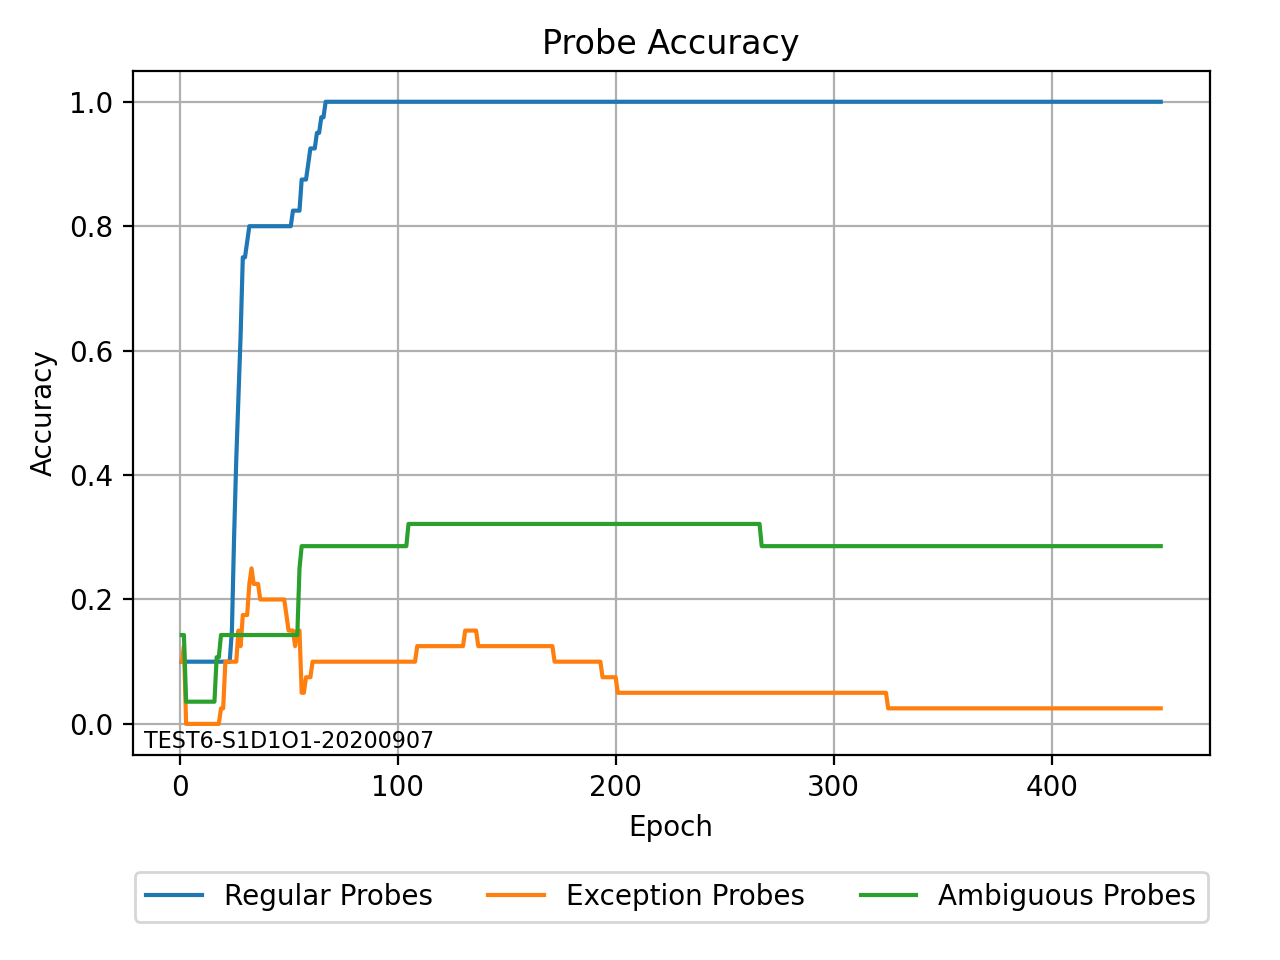 Probe Accuracy
1.0
0.8
0.6
0.4
0.2
0.0
Accuracy
TEST6-S1D1O1-20200907
0 100 200 300 400
Epoch
Regular Probes Exception Probes Ambiguous Probes